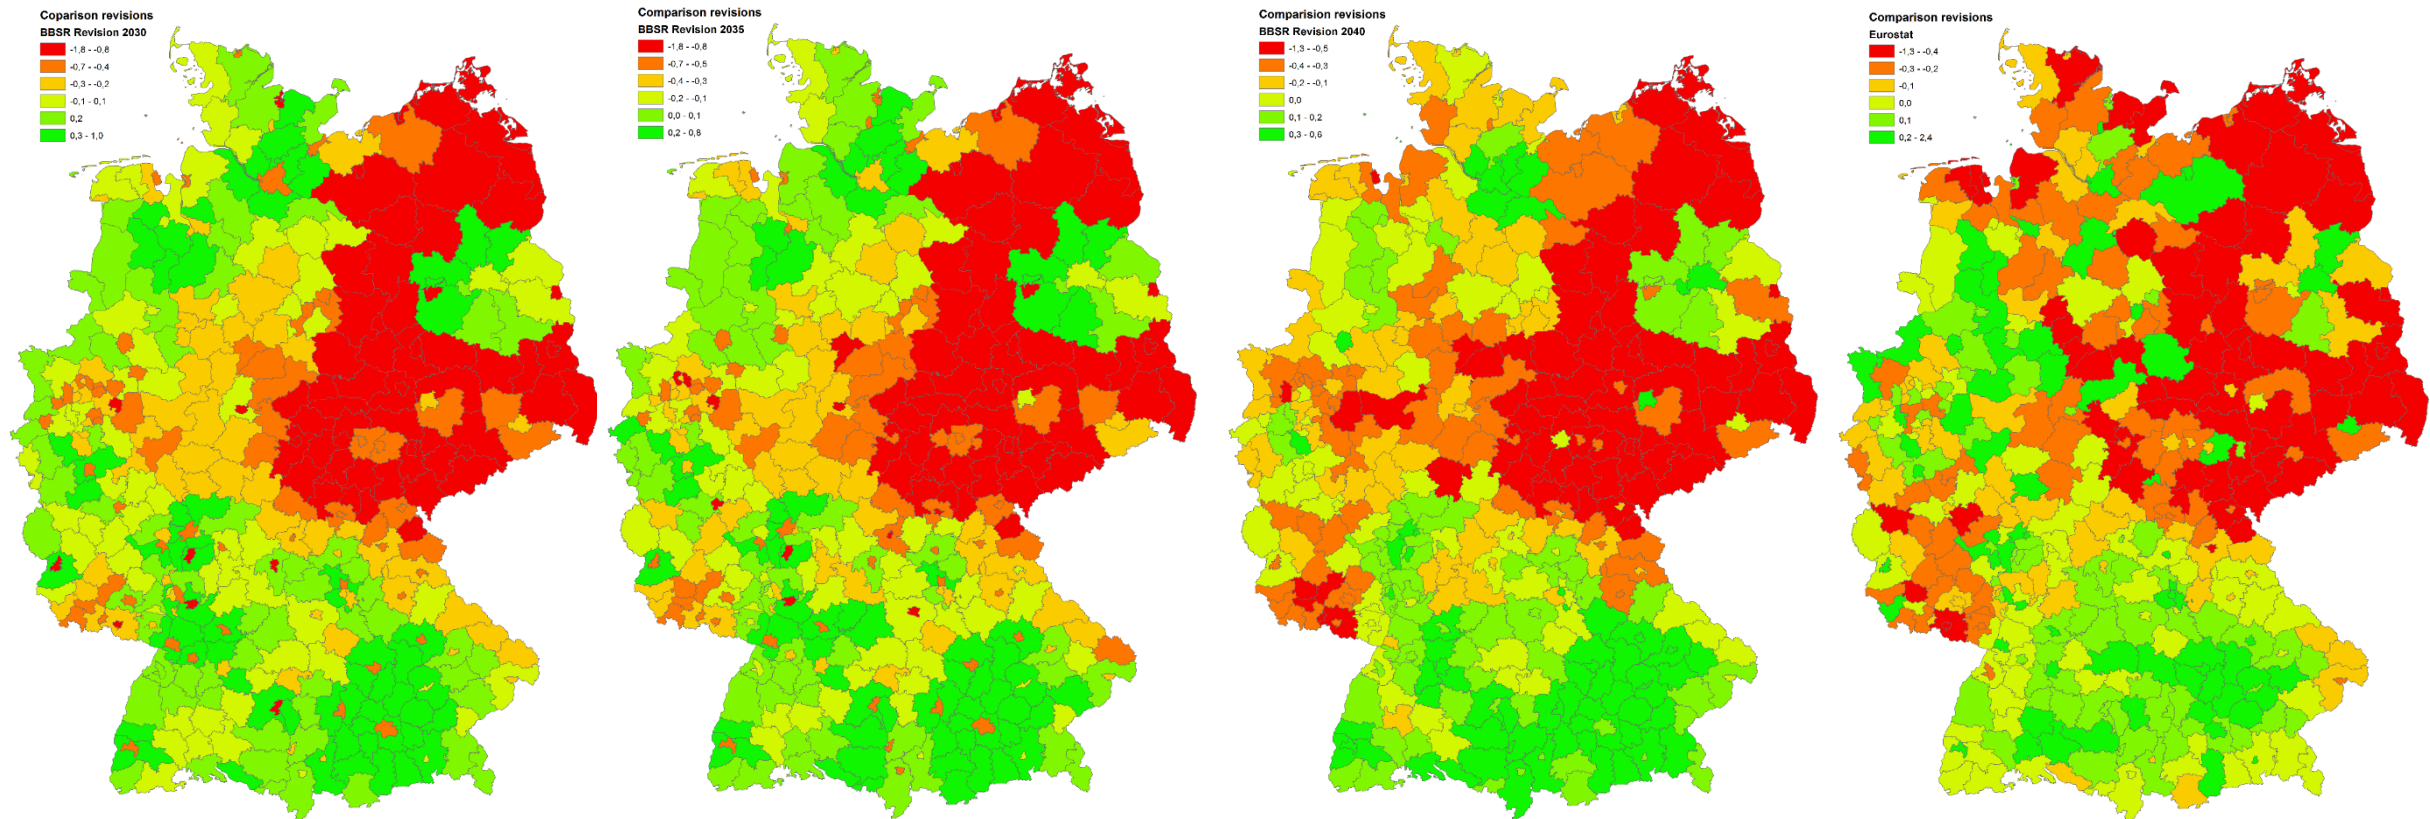 Coparison revisions
BBSR Revision 2030
-1,8 - -0,8
-0,7 - -0,4
-0,3 - -0,2
-0,1 - 0,1
0,2
0,3 - 1,0
Comparison revisions
BBSR Revision 2035
-1,8 - -0,8
-0,7 - -0,5
-0,4 - -0,3
-0,2 - -0,1
0,0 - 0,1
0,2 - 0,8
Comparision revisions
BBSR Revision 2040
-1,3 - -0,5
-0,4 - -0,3
-0,2 - -0,1
0,0
0,1 - 0,2
0,3 - 0,6
Comparison revisions
Eurostat
-1,3 - -0,4
-0,3 - -0,2
-0,1
0,0
0,1
0,2 - 2,4